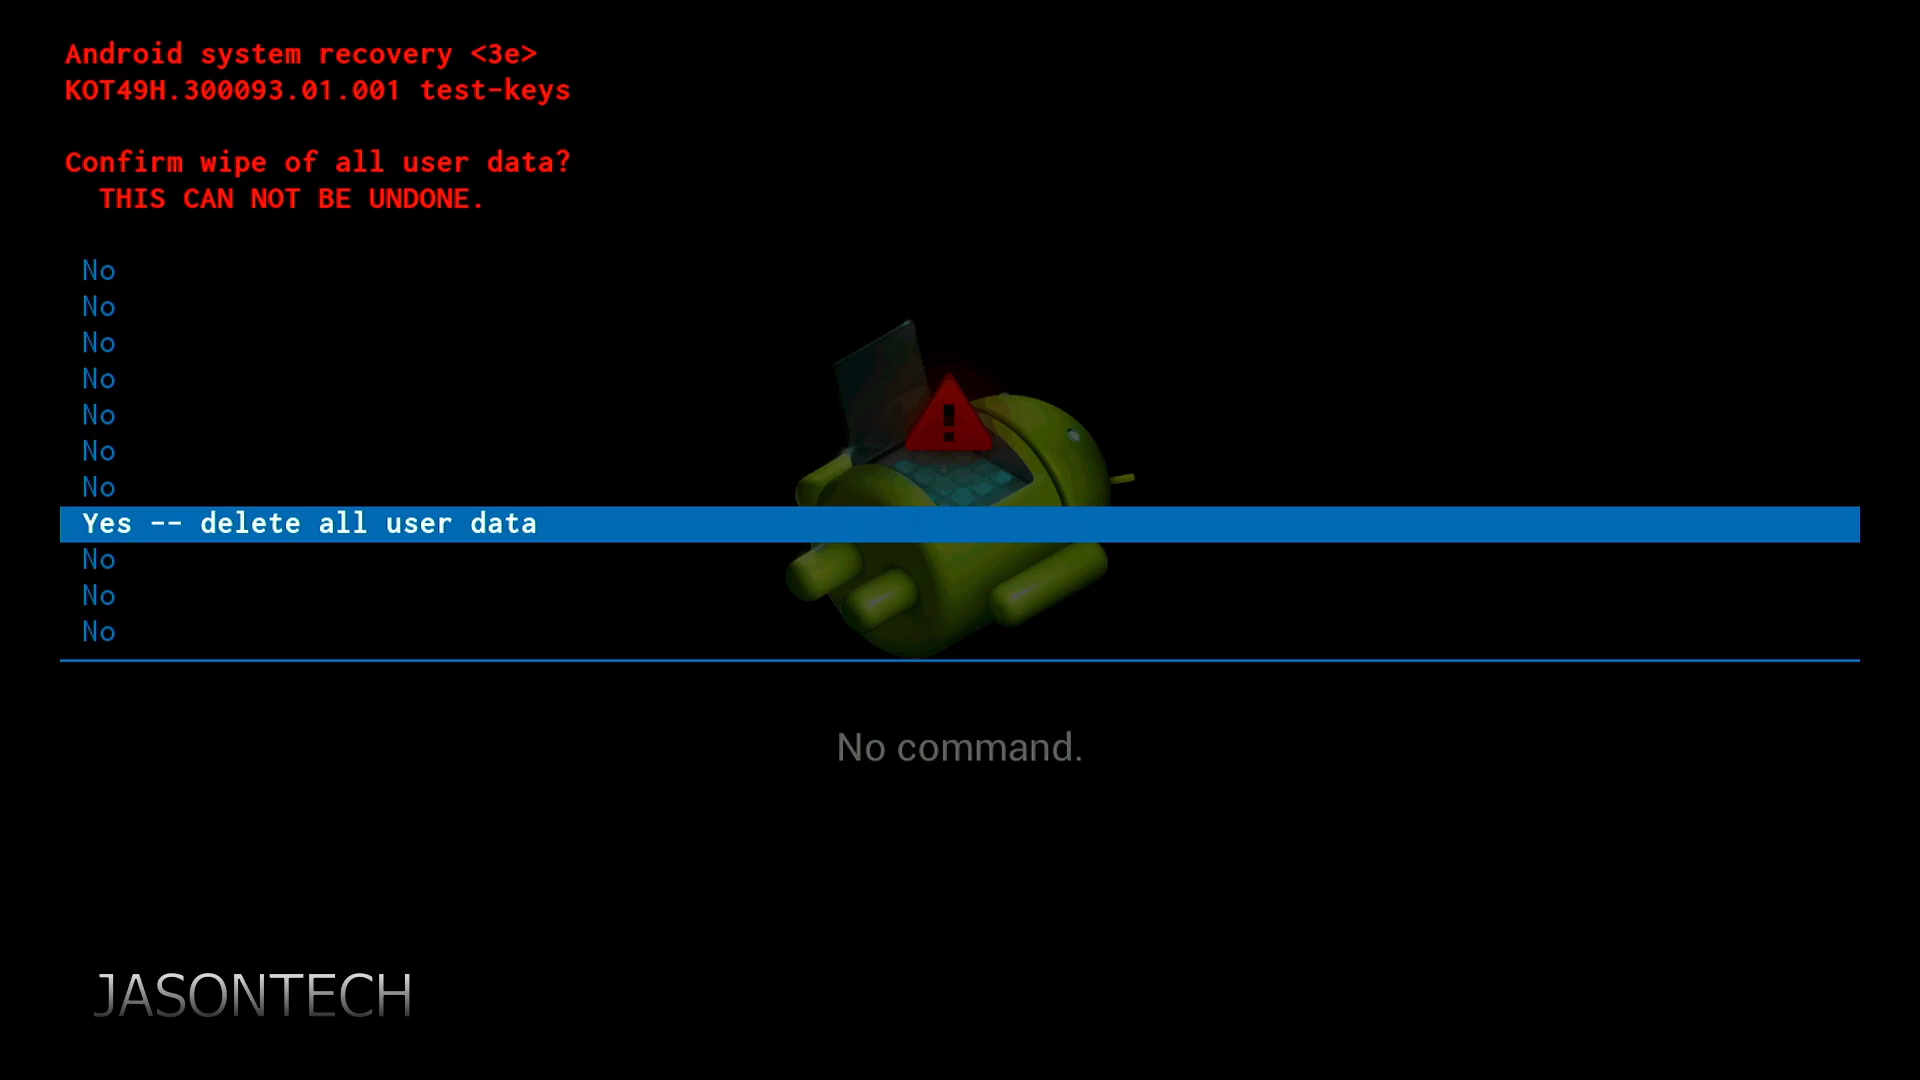 Android system recovery <3e>
KOT49H.300093.01.001 test-keys
Confirm wipe of all user data?
THIS CAN NOT BE UNDONE.
No
No
No
No
No
No
No
Yes -- delete all user data
No
No
No
No command.
JASONTECH